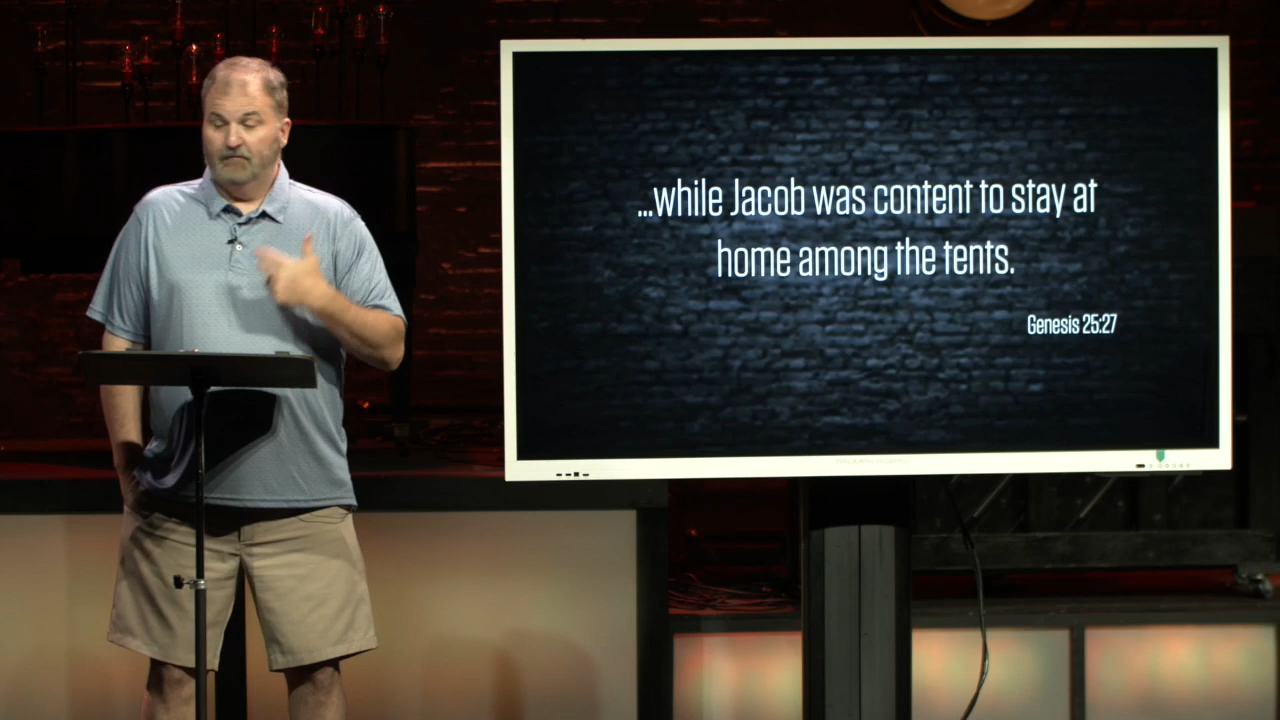 ...while Jacob was content to stay at
home among the tents.
Genesis 25:27